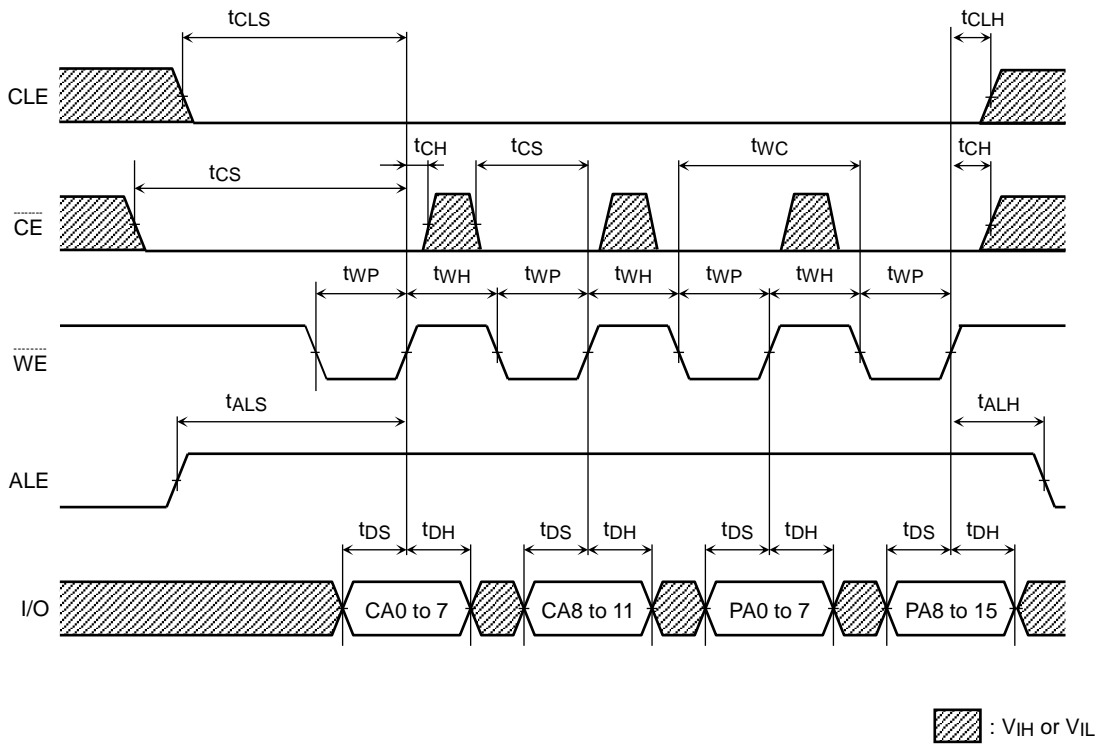 tCLS
tCLH
CLE
tCH
tCS
tWC
tCH
tCS
CE
tWP
tWH
tWP
tWH
tWP
tWH
tWP
WE
tALS
tALH
ALE
tDS
tDH
tDS
tDH
tDS
tDH
tDS
tDH
I/O
CA0 to 7
CA8 to 11
PA0 to 7
PA8 to 15
: VIH or VIL